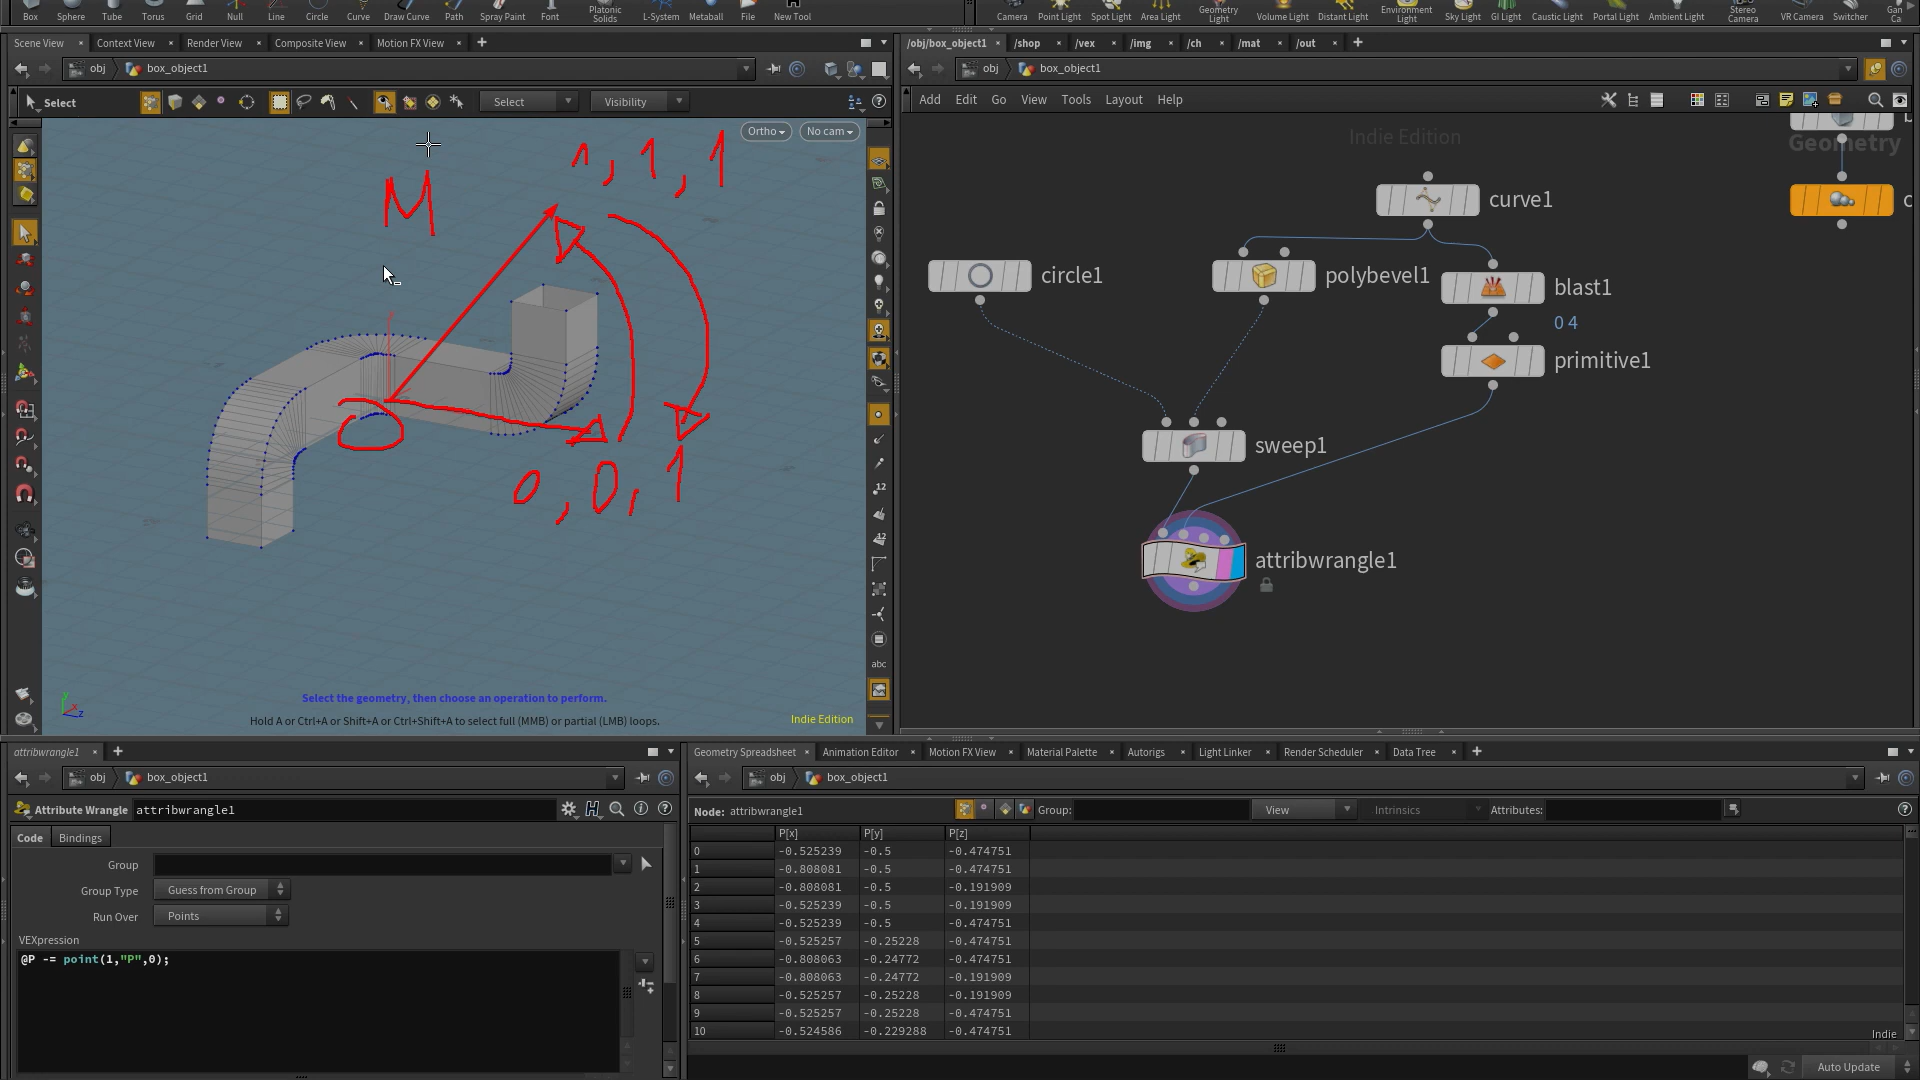 Box Sphere Tube Torus Grid Null Line Circle Curve Draw Curve Path Spray Paint Font Platonic Solids L-System Metaball File New Tool
Camera Point Light Spot Light Area Light Geometry Light Volume Light Distant Light Environment Light Sky Light GI Light Caustic Light Portal Light Ambient Light Stereo Camera VR Camera Switcher
Scene View Context View Render View Composite View Motion FX View
/obj/box_object1 /shop /vex /img /ch /mat /out
obj box_object1
obj box_object1
Select Select Visibility
Add Edit Go View Tools Layout Help
Ortho No cam
1, 1, 1
M
0, 0, 1
Indie Edition
Geometry
curve1
circle1
polybevel1
blast1
0 4
primitive1
sweep1
attribwrangle1
12
12
abc
y x z
Select the geometry, then choose an operation to perform.
Hold A or Ctrl+A or Shift+A or Ctrl+Shift+A to select full (MMB) or partial (LMB) loops.
Indie Edition
attribwrangle1
obj box_object1
Attribute Wrangle attribwrangle1
Code Bindings
Group
Group Type Guess from Group
Run Over Points
VEXpression
@P -= point(1,"P",0);
Geometry Spreadsheet Animation Editor Motion FX View Material Palette Autorigs Light Linker Render Scheduler Data Tree
obj box_object1
Node: attribwrangle1 Group: View Intrinsics Attributes:
P[x] P[y] P[z]
0 -0.525239 -0.5 -0.474751
1 -0.808081 -0.5 -0.474751
2 -0.808081 -0.5 -0.191909
3 -0.525239 -0.5 -0.191909
4 -0.525239 -0.5 -0.474751
5 -0.525257 -0.25228 -0.474751
6 -0.808063 -0.24772 -0.474751
7 -0.808063 -0.24772 -0.191909
8 -0.525257 -0.25228 -0.191909
9 -0.525257 -0.25228 -0.474751
10 -0.524586 -0.229288 -0.474751
Indie
Auto Update